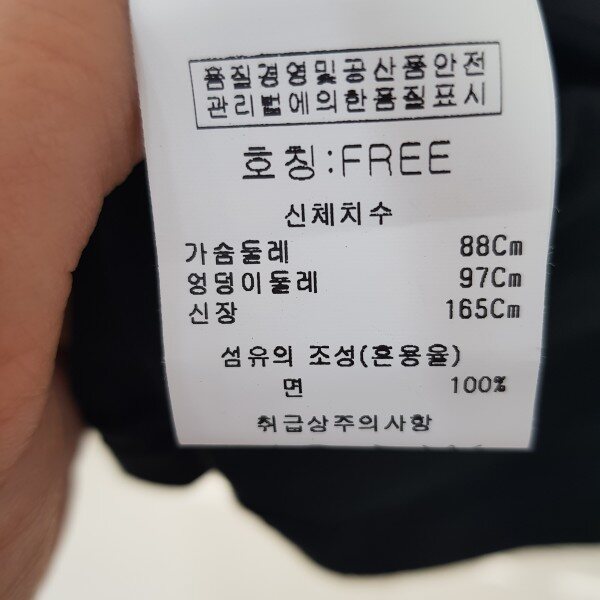 품질경영및공산품안전
관리법에의한품질표시
호칭:FREE
신체치수
가슴둘레 88Cm
엉덩이둘레 97Cm
신장 165Cm
섬유의 조성(혼용율)
면 100%
취급상주의사항